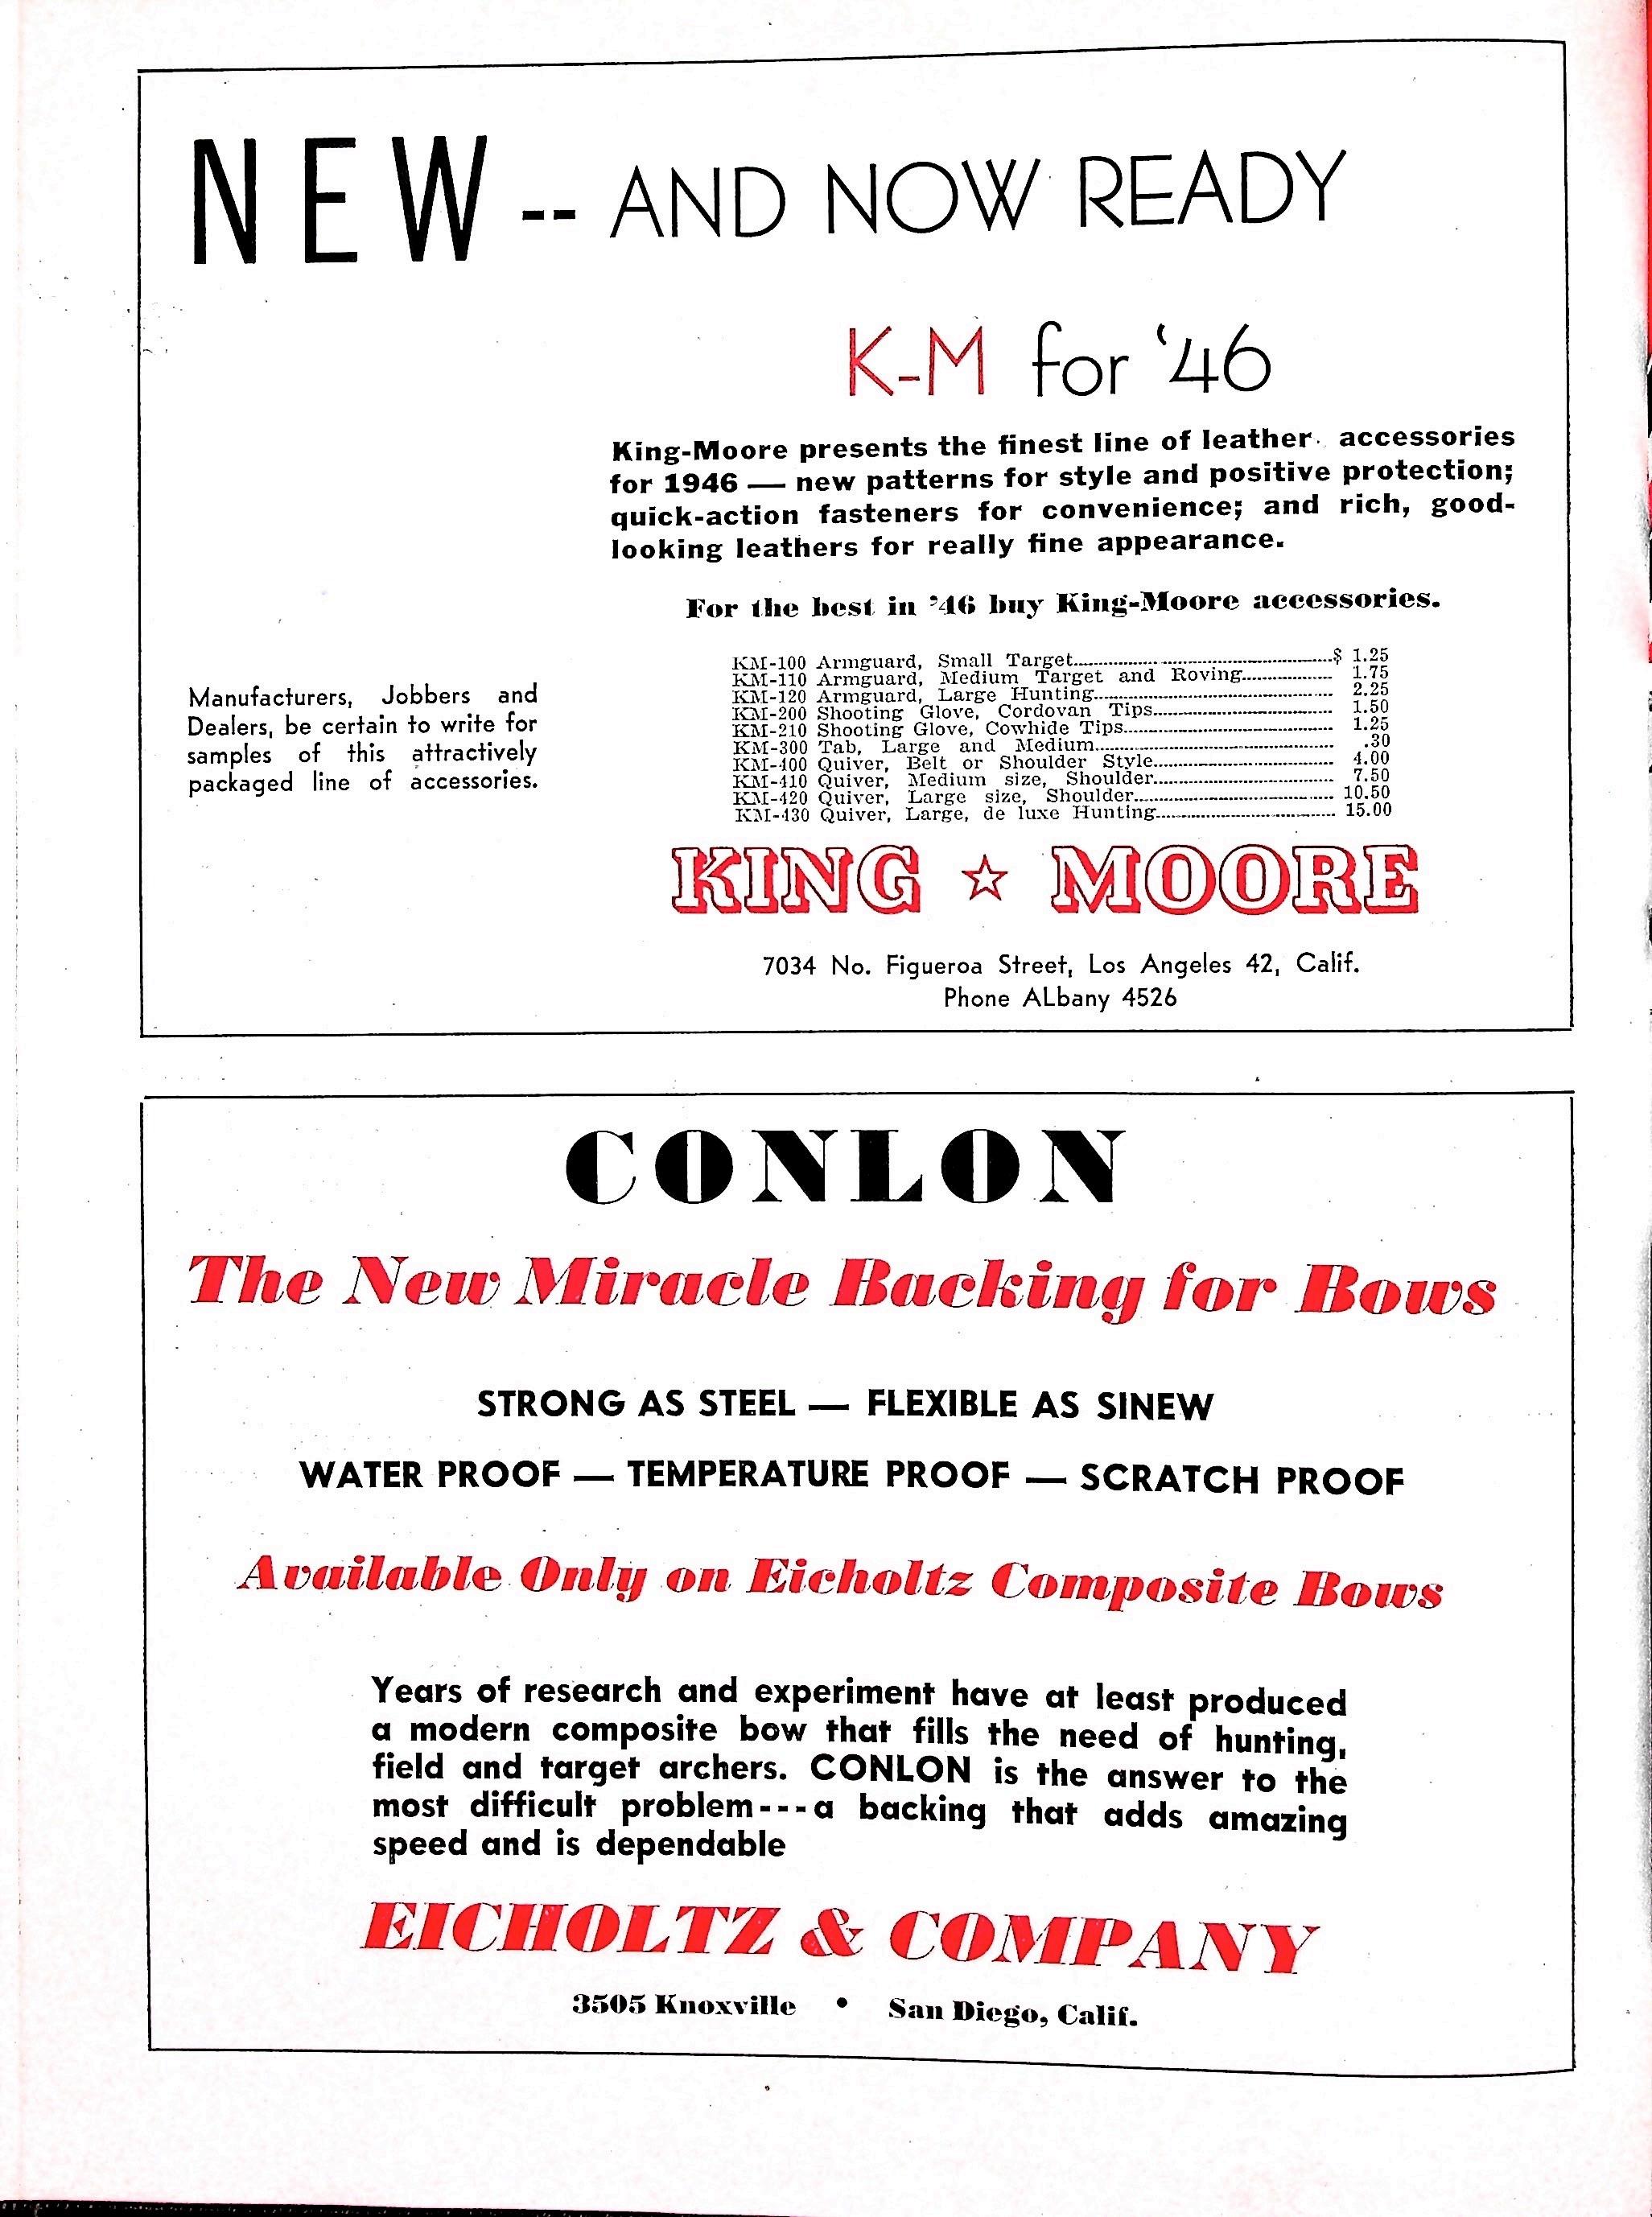 NEW -- AND NOW READY
K-M for '46
King-Moore presents the finest line of leather accessories
for 1946 — new patterns for style and positive protection;
quick-action fasteners for convenience; and rich, good-
looking leathers for really fine appearance.
For the best in '46 buy King-Moore accessories.
Manufacturers, Jobbers and
Dealers, be certain to write for
samples of this attractively
packaged line of accessories.
KM-100 Armguard, Small Target $ 1.25
KM-110 Armguard, Medium Target and Roving 1.75
KM-120 Armguard, Large Hunting 2.25
KM-200 Shooting Glove, Cordovan Tips 1.50
KM-210 Shooting Glove, Cowhide Tips 1.25
KM-300 Tab, Large and Medium .30
KM-400 Quiver, Belt or Shoulder Style 4.00
KM-410 Quiver, Medium size, Shoulder 7.50
KM-420 Quiver, Large size, Shoulder 10.50
KM-430 Quiver, Large, de luxe Hunting 15.00
KING ☆ MOORE
7034 No. Figueroa Street, Los Angeles 42, Calif.
Phone ALbany 4526
CONLON
The New Miracle Backing for Bows
STRONG AS STEEL — FLEXIBLE AS SINEW
WATER PROOF — TEMPERATURE PROOF — SCRATCH PROOF
Available Only on Eicholtz Composite Bows
Years of research and experiment have at least produced
a modern composite bow that fills the need of hunting,
field and target archers. CONLON is the answer to the
most difficult problem---a backing that adds amazing
speed and is dependable
EICHOLTZ & COMPANY
3505 Knoxville • San Diego, Calif.